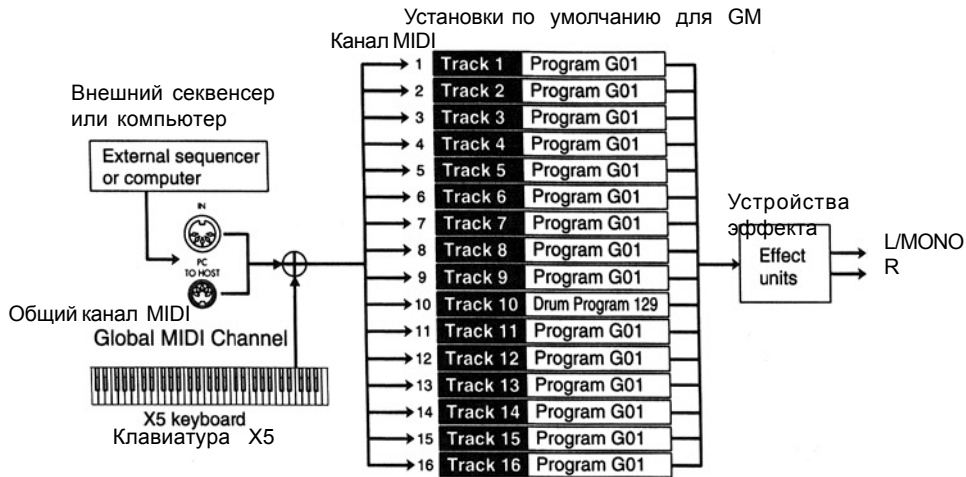 Установки по умолчанию для GM
Канал MIDI
1 Track 1 Program G01
2 Track 2 Program G01
3 Track 3 Program G01
4 Track 4 Program G01
5 Track 5 Program G01
6 Track 6 Program G01
7 Track 7 Program G01
8 Track 8 Program G01
9 Track 9 Program G01
10 Track 10 Drum Program 129
11 Track 11 Program G01
12 Track 12 Program G01
13 Track 13 Program G01
14 Track 14 Program G01
15 Track 15 Program G01
16 Track 16 Program G01
Внешний секвенсер
или компьютер
External sequencer
or computer
IN
PC
TO HOST
Общий канал MIDI
Global MIDI Channel
X5 keyboard
Клавиатура X5
Устройства
эффекта
Effect
units
L/MONO
R